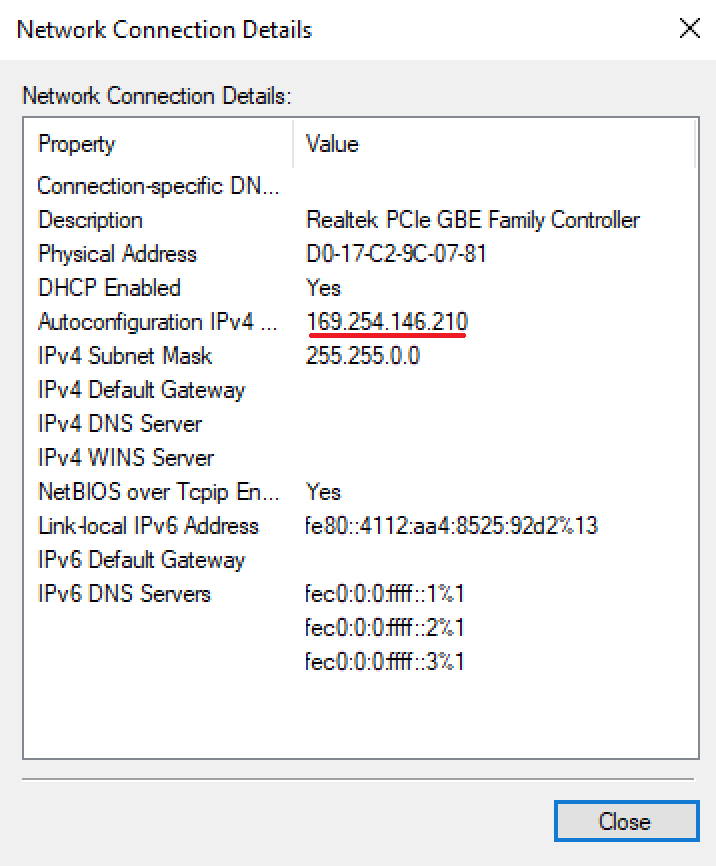 Network Connection Details
Network Connection Details:
Property Value
Connection-specific DN...
Description Realtek PCIe GBE Family Controller
Physical Address D0-17-C2-9C-07-81
DHCP Enabled Yes
Autoconfiguration IPv4 ... 169.254.146.210
IPv4 Subnet Mask 255.255.0.0
IPv4 Default Gateway
IPv4 DNS Server
IPv4 WINS Server
NetBIOS over Tcpip En... Yes
Link-local IPv6 Address fe80::4112:aa4:8525:92d2%13
IPv6 Default Gateway
IPv6 DNS Servers fec0:0:0:ffff::1%1
fec0:0:0:ffff::2%1
fec0:0:0:ffff::3%1
Close